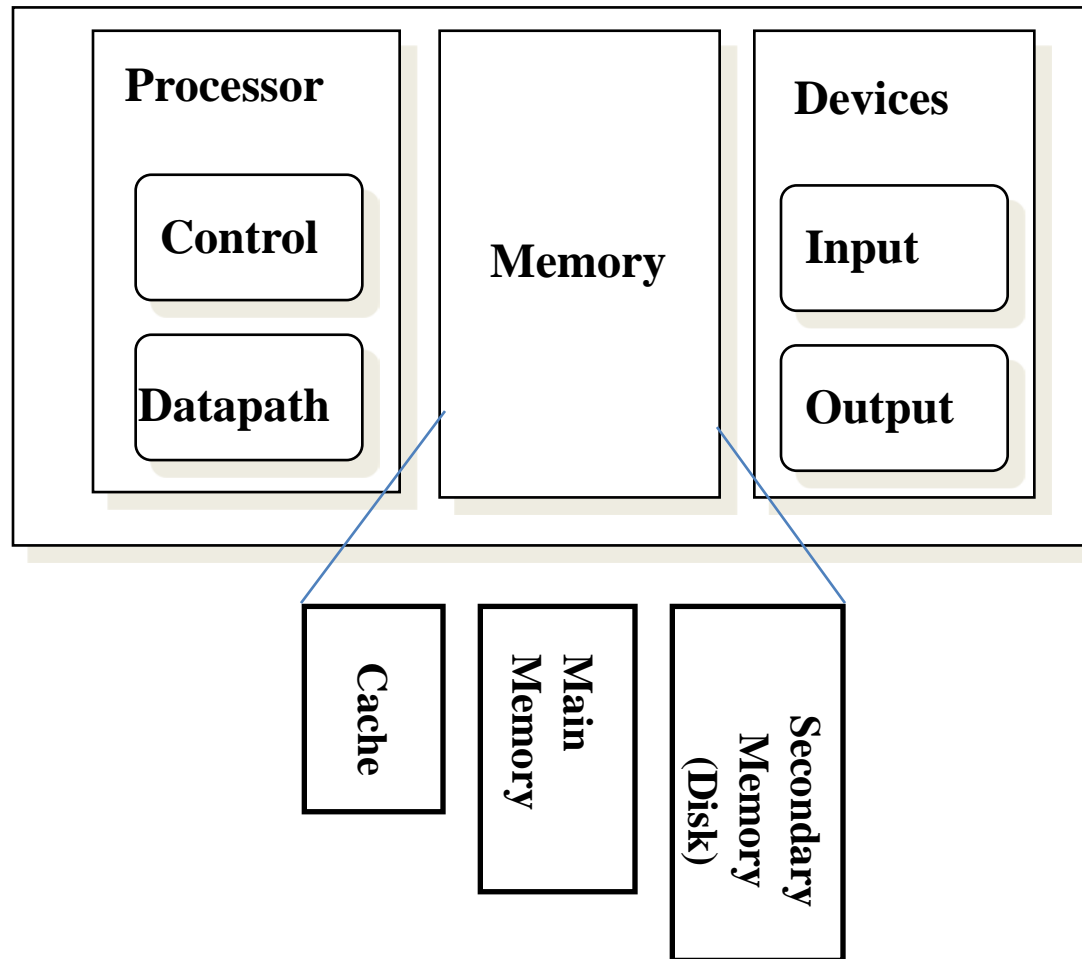 Processor
Control
Datapath
Memory
Devices
Input
Output
Cache
Main
Memory
Secondary
Memory
(Disk)